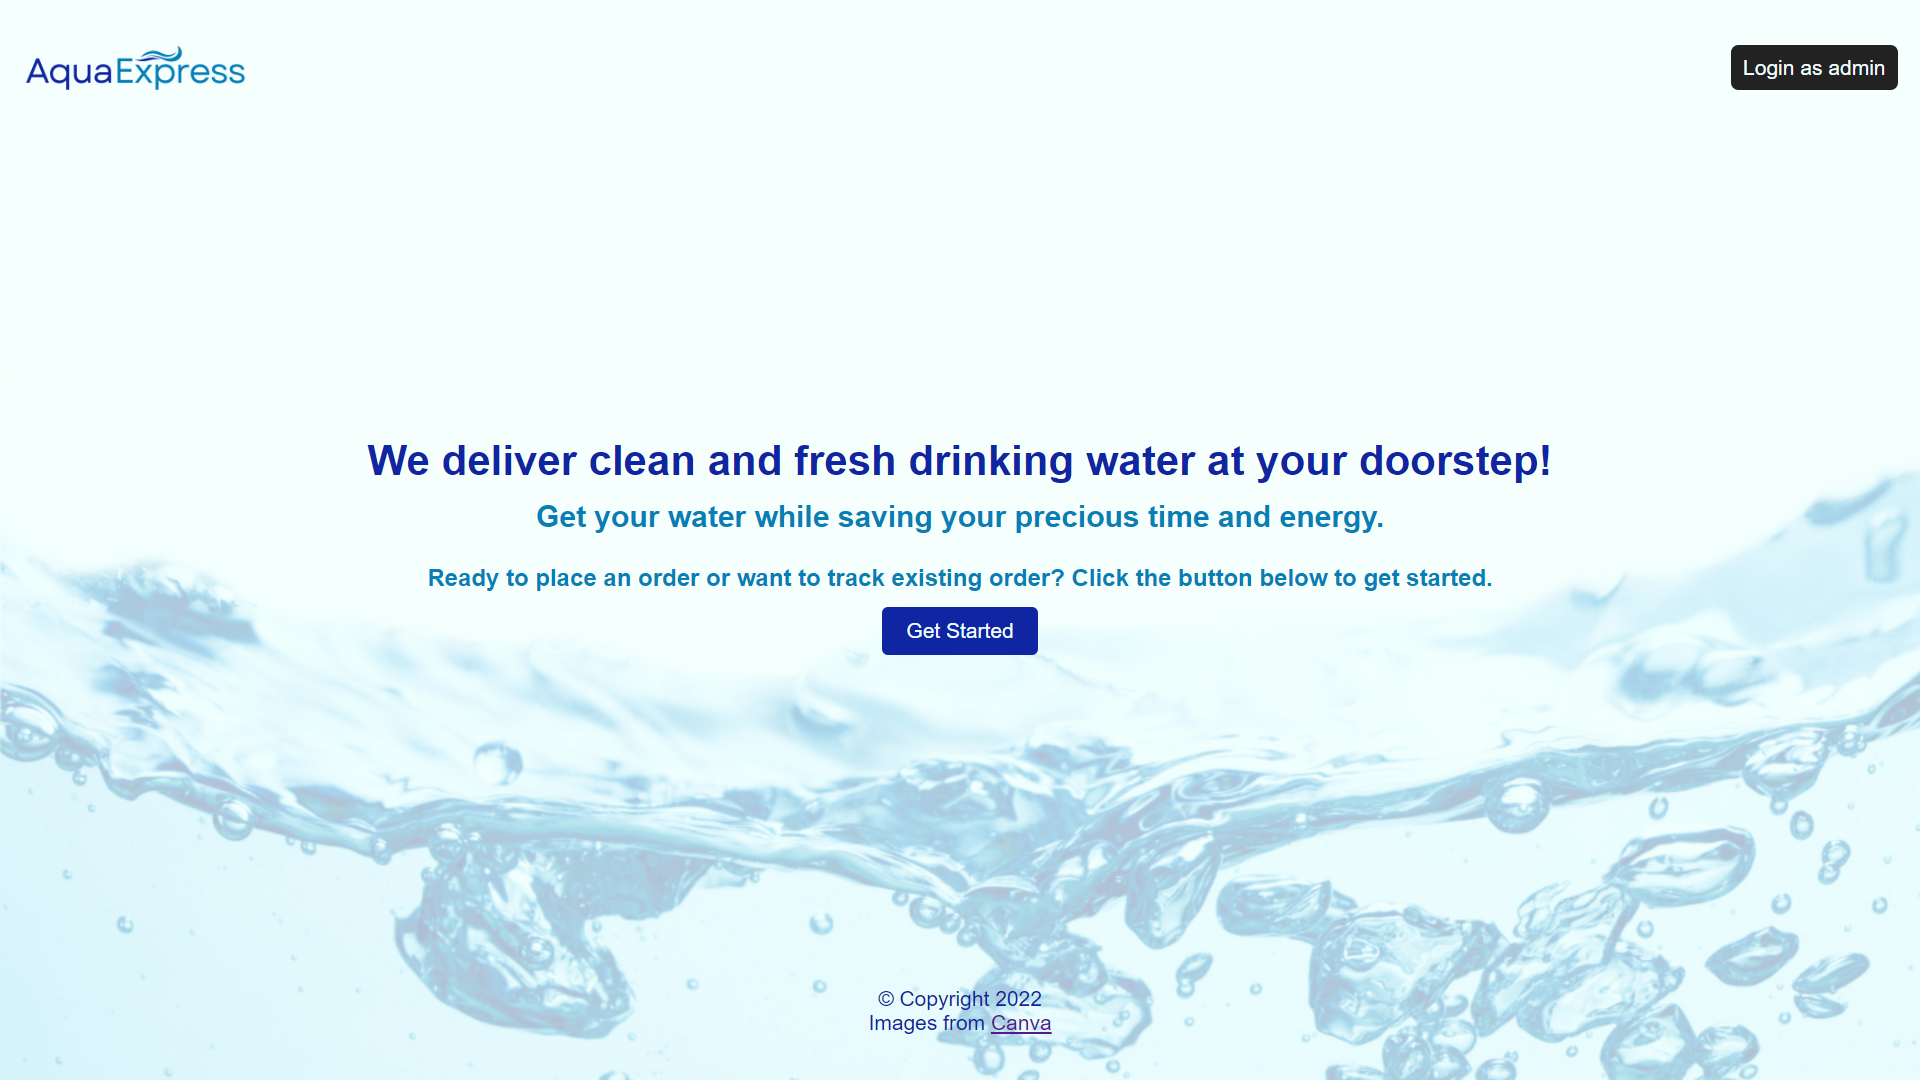 AquaExpress
Login as admin
We deliver clean and fresh drinking water at your doorstep!
Get your water while saving your precious time and energy.
Ready to place an order or want to track existing order? Click the button below to get started.
Get Started
© Copyright 2022
Images from Canva